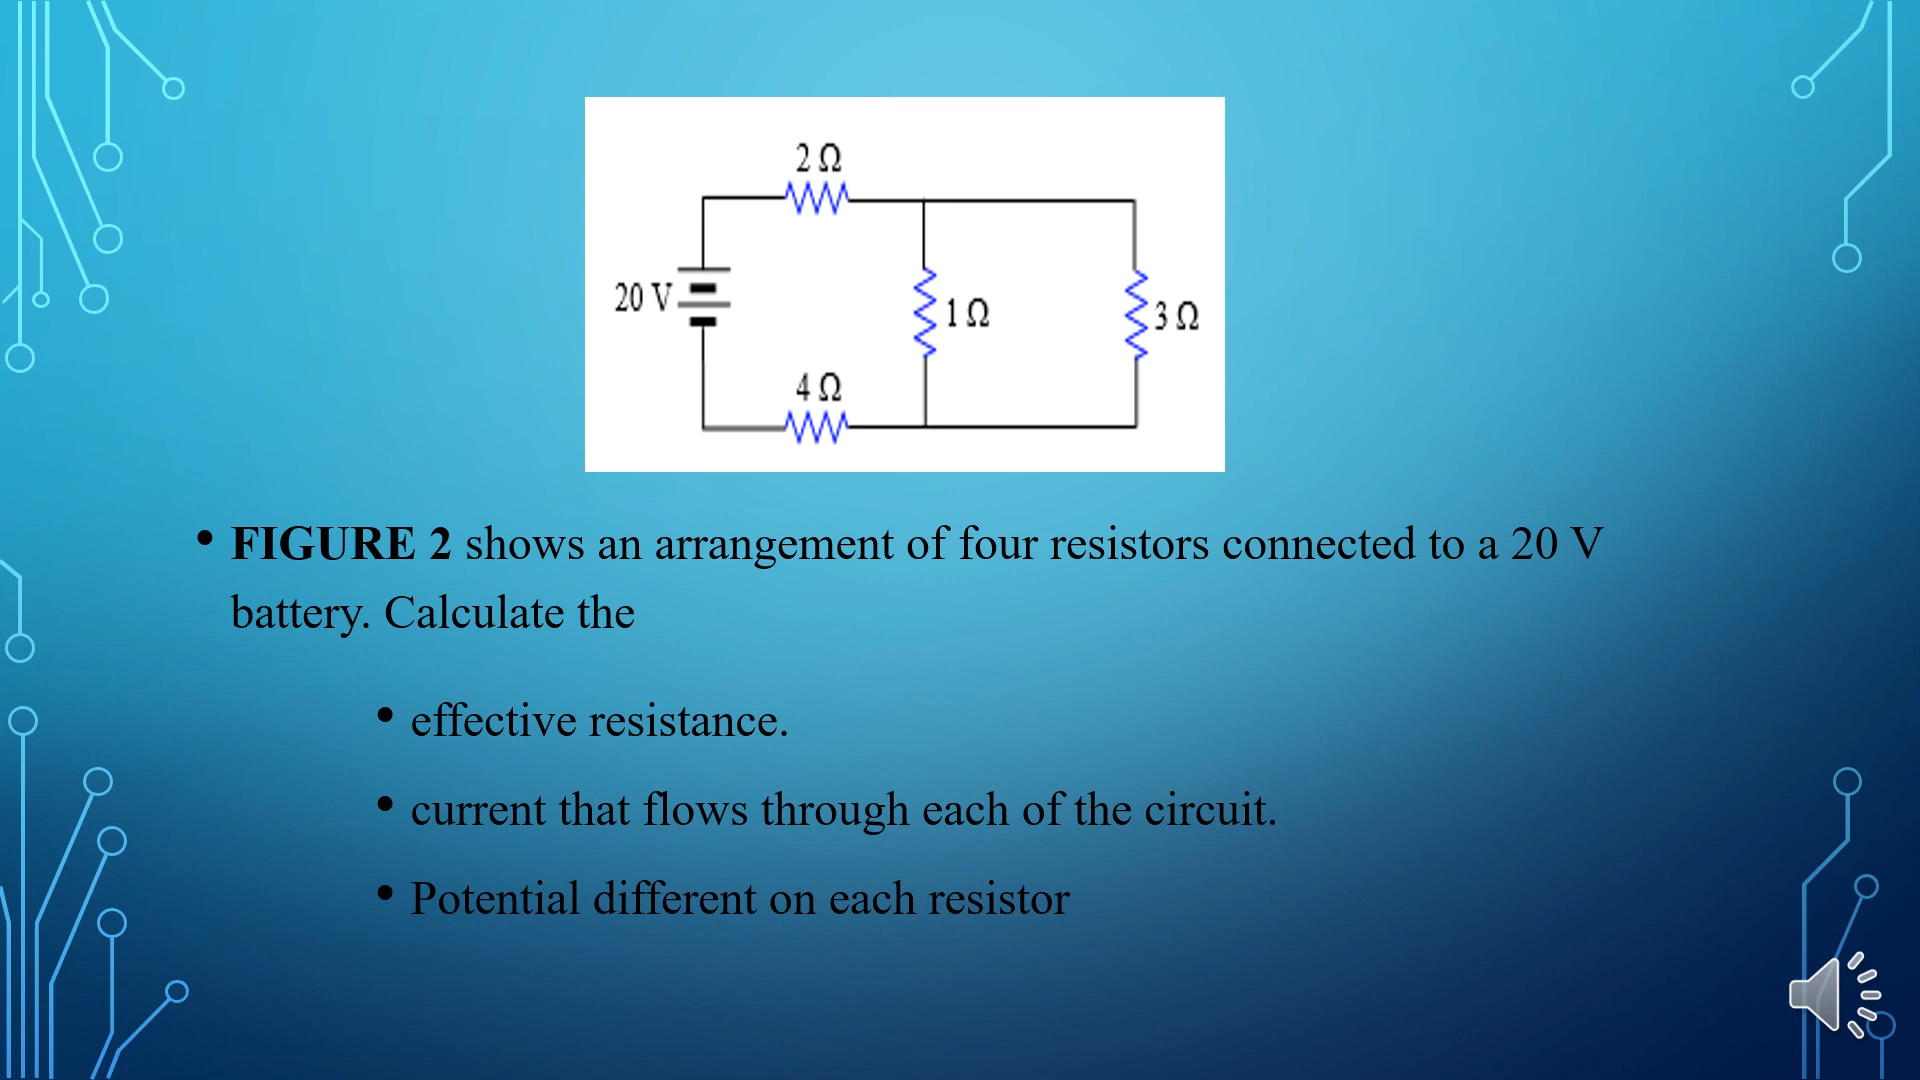 2 Ω
20 V
1 Ω
3 Ω
4 Ω
• FIGURE 2 shows an arrangement of four resistors connected to a 20 V
battery. Calculate the
• effective resistance.
• current that flows through each of the circuit.
• Potential different on each resistor